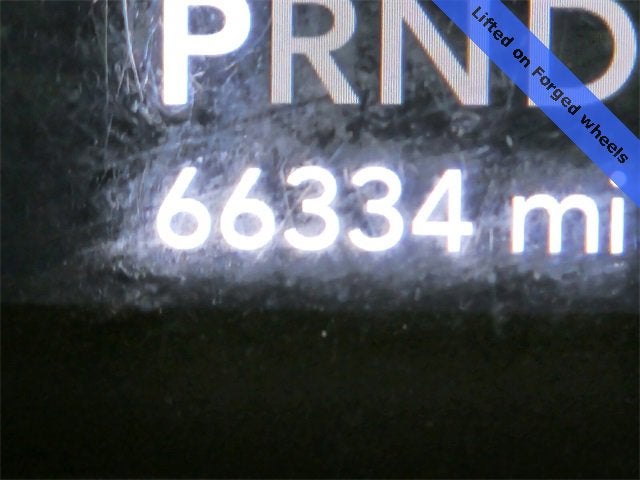 PRND
Lifted on Forged wheels
66334 mi